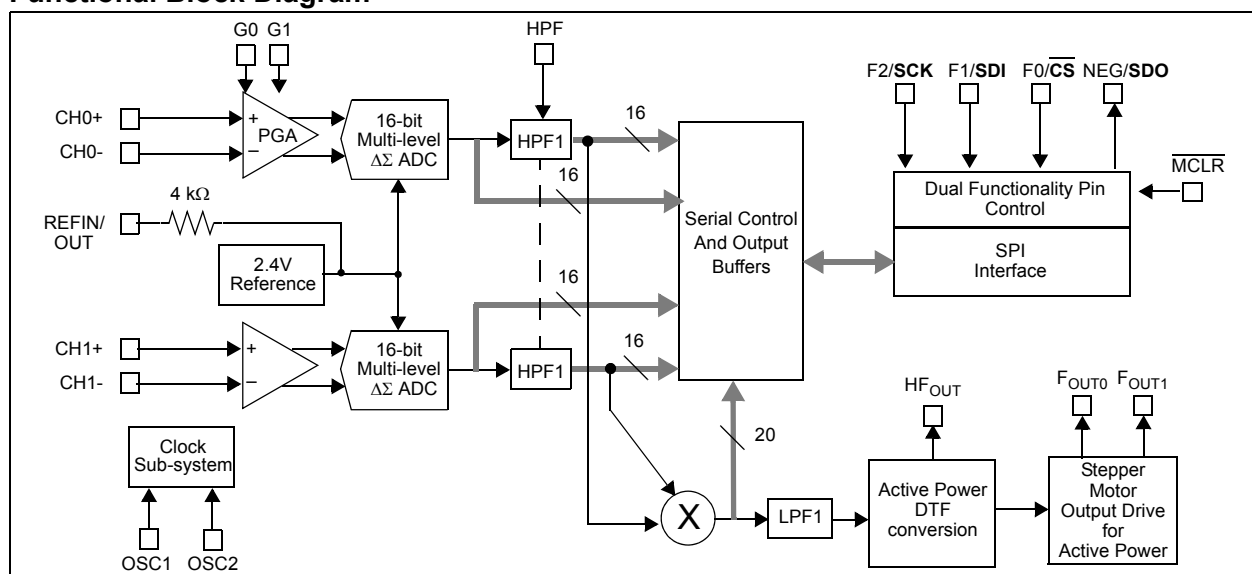 G0 G1
HPF
F2/SCK F1/SDI F0/CS NEG/SDO
CH0+
CH0-
+
–
PGA
16-bit
Multi-level
ΔΣ ADC
HPF1
16
16
MCLR
4 kΩ
REFIN/
OUT
2.4V
Reference
Serial Control
And Output
Buffers
Dual Functionality Pin
Control
SPI
Interface
16
16
CH1+
CH1-
+
–
16-bit
Multi-level
ΔΣ ADC
HPF1
20
HFOUT
FOUT0 FOUT1
Clock
Sub-system
OSC1 OSC2
X
LPF1
Active Power
DTF
conversion
Stepper
Motor
Output Drive
for
Active Power